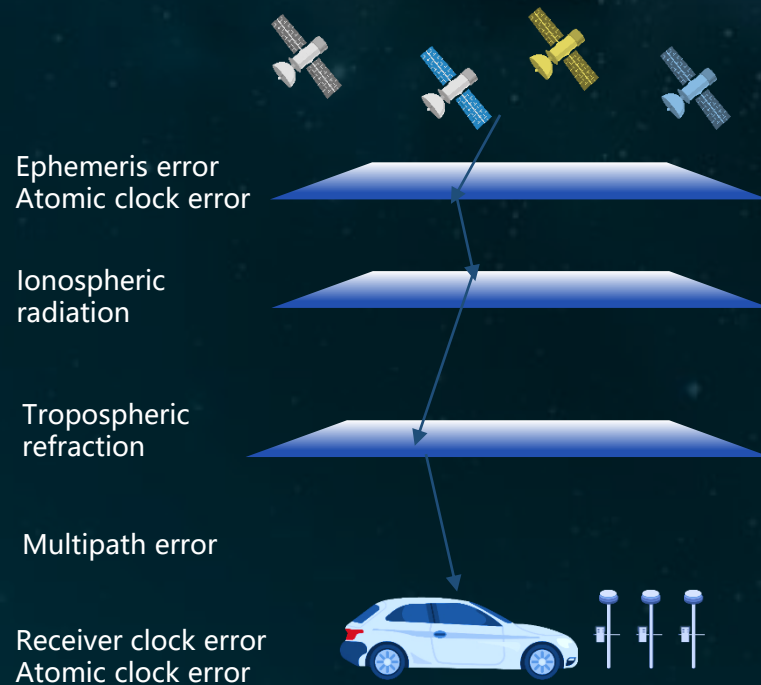 Ephemeris error
Atomic clock error
Ionospheric
radiation
Tropospheric
refraction
Multipath error
Receiver clock error
Atomic clock error